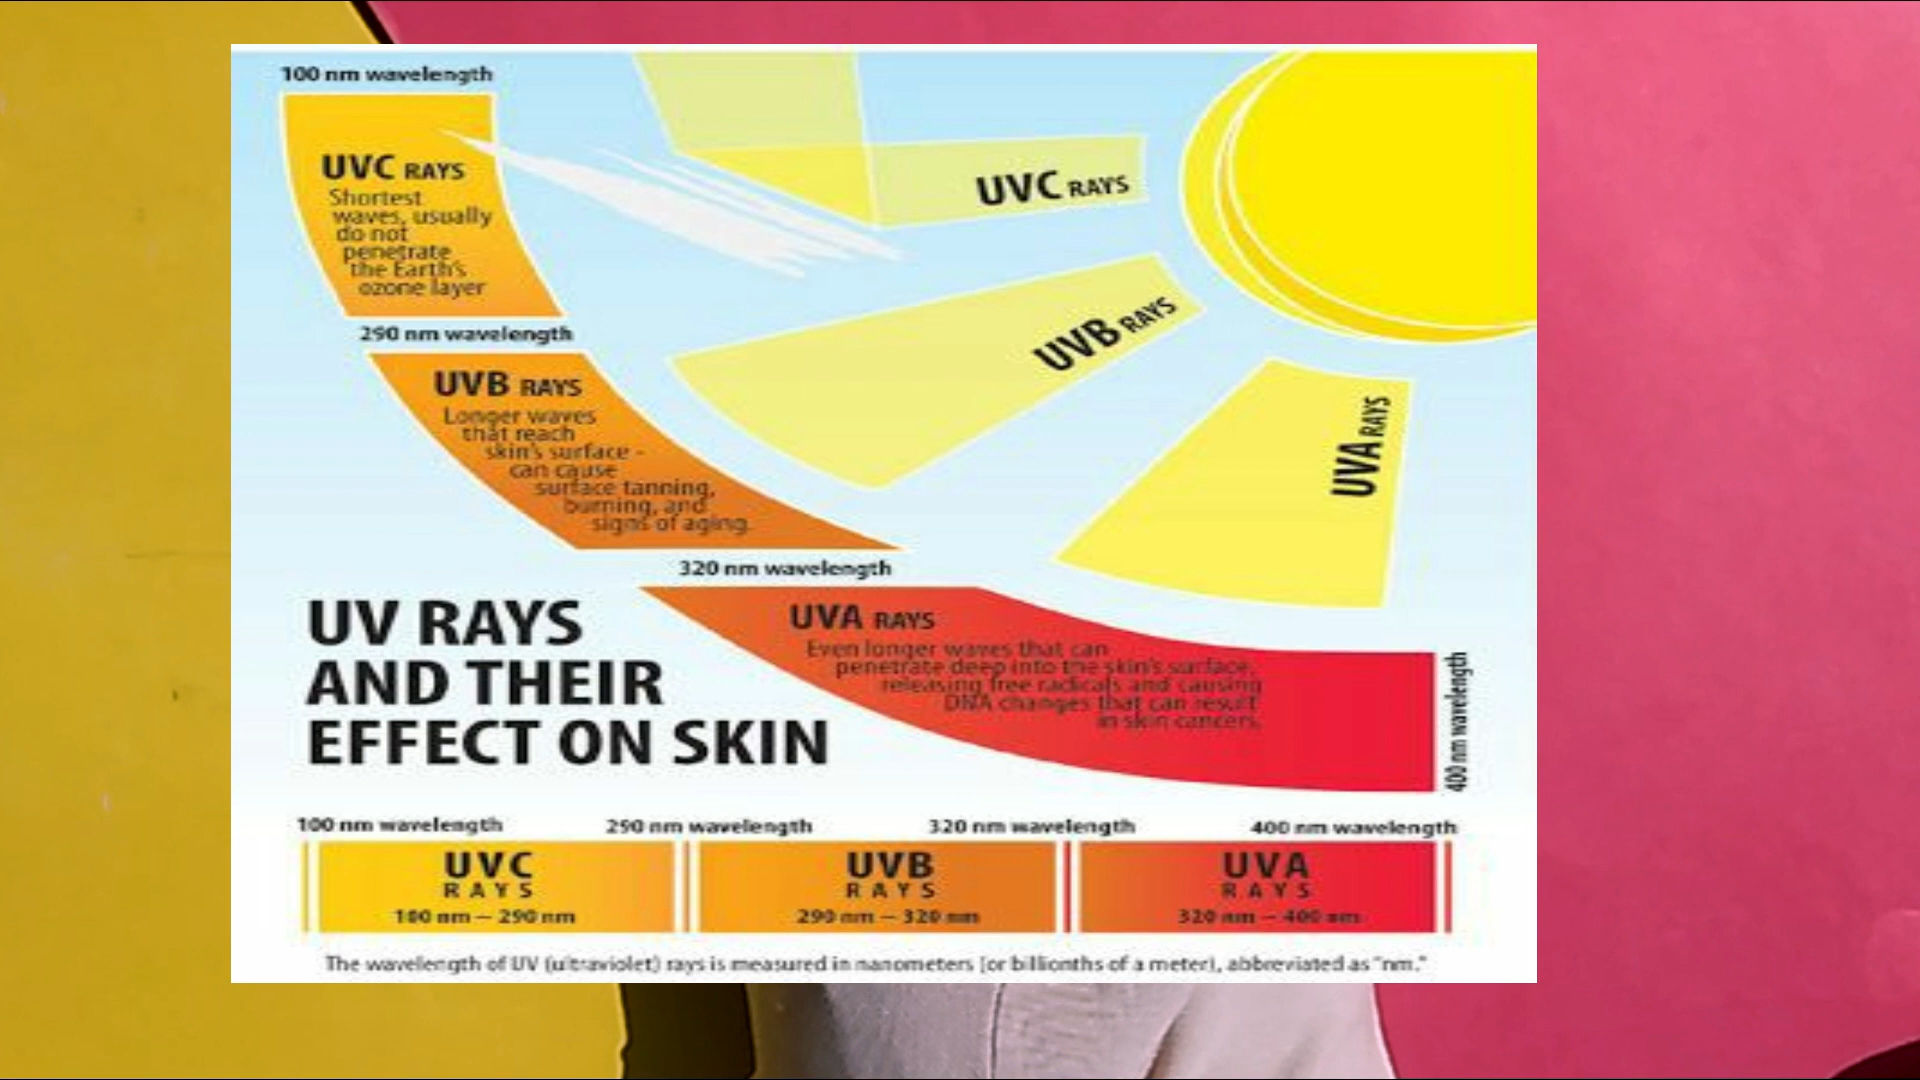 100 nm wavelength
UVC RAYS
Shortest
waves, usually
do not
penetrate
the Earth's
ozone layer
290 nm wavelength
UVB RAYS
Longer waves
that reach
skin's surface -
can cause
surface tanning,
burning, and
signs of aging.
320 nm wavelength
UVA RAYS
Even longer waves that can
penetrate deep into the skin's surface,
releasing free radicals and causing
DNA changes that can result
in skin cancers.
400 nm wavelength
UVC RAYS
UVB RAYS
UVA RAYS
UV RAYS
AND THEIR
EFFECT ON SKIN
100 nm wavelength 290 nm wavelength 320 nm wavelength 400 nm wavelength
UVC UVB UVA
RAYS RAYS RAYS
100 nm – 290 nm 290 nm – 320 nm 320 nm – 400 nm
The wavelength of UV (ultraviolet) rays is measured in nanometers (or billionths of a meter), abbreviated as "nm."